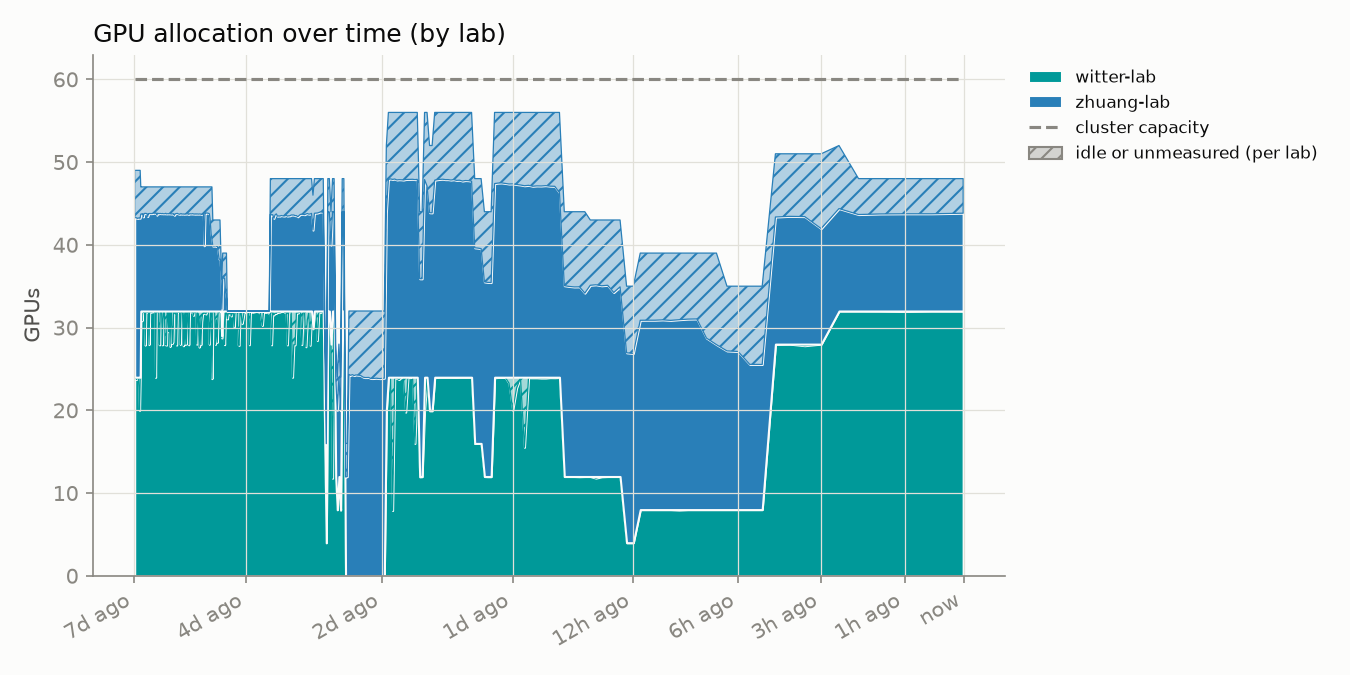 GPU allocation over time (by lab)
witter-lab
zhuang-lab
cluster capacity
idle or unmeasured (per lab)
GPUs
60
50
40
30
20
10
0
7d ago
4d ago
2d ago
1d ago
12h ago
6h ago
3h ago
1h ago
now